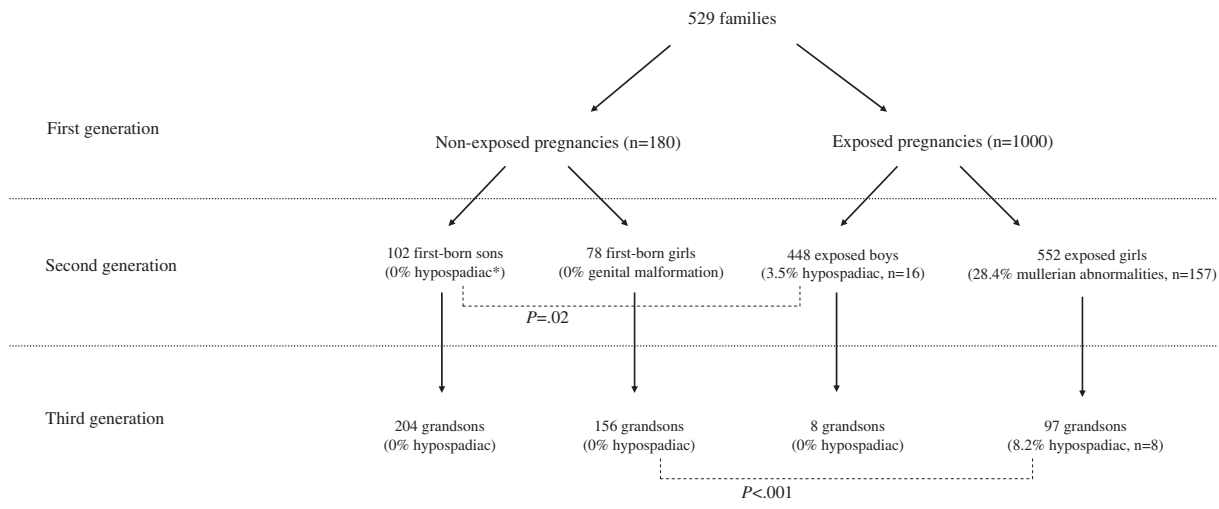 529 families
First generation
Non-exposed pregnancies (n=180)
Exposed pregnancies (n=1000)
Second generation
102 first-born sons
(0% hypospadiac*)
78 first-born girls
(0% genital malformation)
448 exposed boys
(3.5% hypospadiac, n=16)
552 exposed girls
(28.4% mullerian abnormalities, n=157)
P=.02
Third generation
204 grandsons
(0% hypospadiac)
156 grandsons
(0% hypospadiac)
8 grandsons
(0% hypospadiac)
97 grandsons
(8.2% hypospadiac, n=8)
P<.001